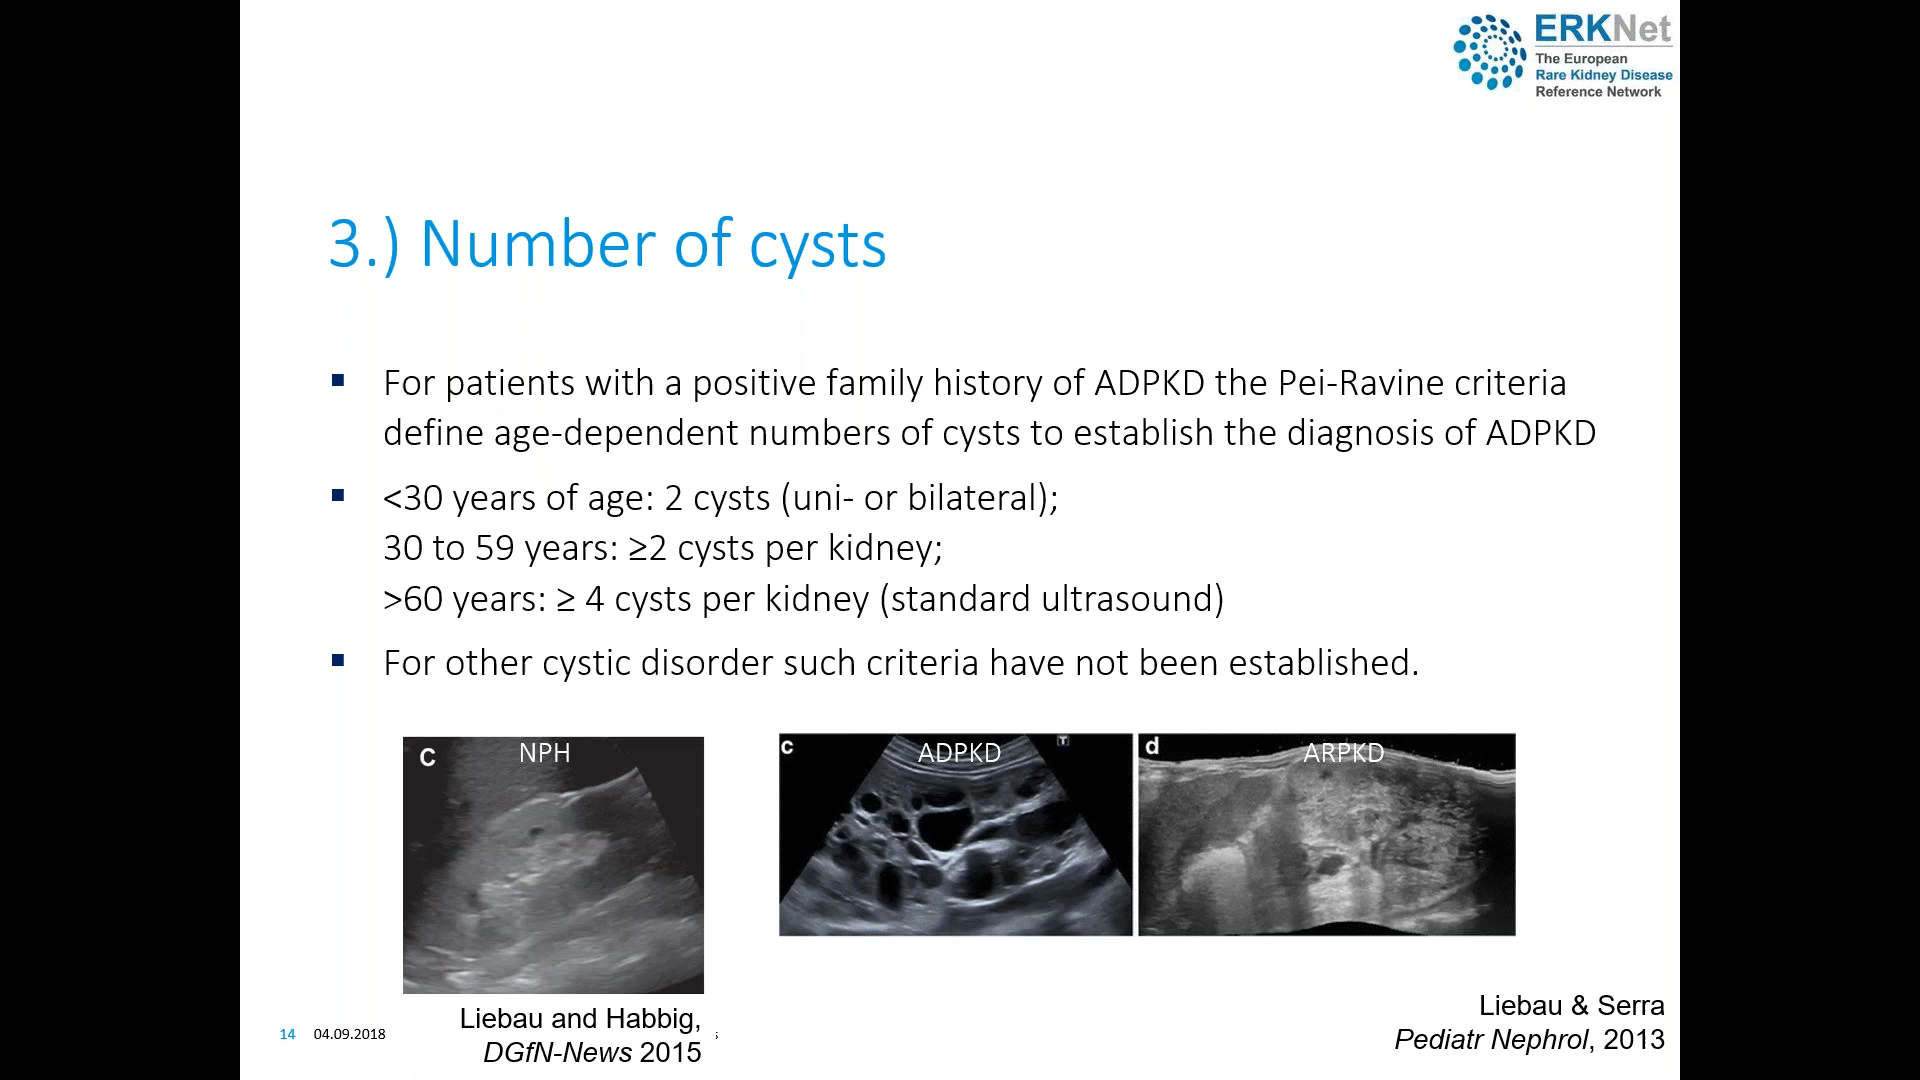 ERKNet
The European
Rare Kidney Disease
Reference Network
3.) Number of cysts
For patients with a positive family history of ADPKD the Pei-Ravine criteria
define age-dependent numbers of cysts to establish the diagnosis of ADPKD
<30 years of age: 2 cysts (uni- or bilateral);
30 to 59 years: ≥2 cysts per kidney;
>60 years: ≥ 4 cysts per kidney (standard ultrasound)
For other cystic disorder such criteria have not been established.
C NPH
c ADPKD T
d ARPKD
Liebau and Habbig,
DGfN-News 2015
Liebau & Serra
Pediatr Nephrol, 2013
14 04.09.2018